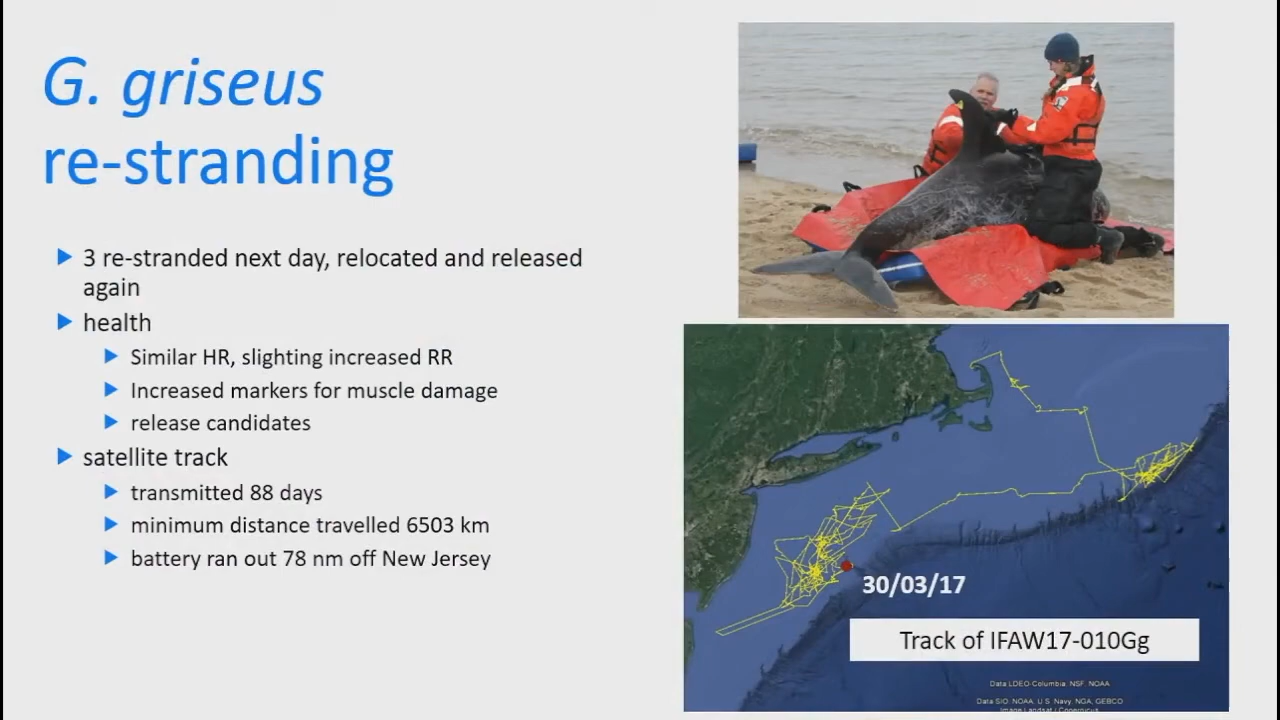 G. griseus
re-stranding
3 re-stranded next day, relocated and released
again
health
Similar HR, slighting increased RR
Increased markers for muscle damage
release candidates
satellite track
transmitted 88 days
minimum distance travelled 6503 km
battery ran out 78 nm off New Jersey
30/03/17
Track of IFAW17-010Gg
Data LDEO-Columbia, NSF, NOAA
Data SIO, NOAA, U.S. Navy, NGA, GEBCO
Image Landsat / Copernicus